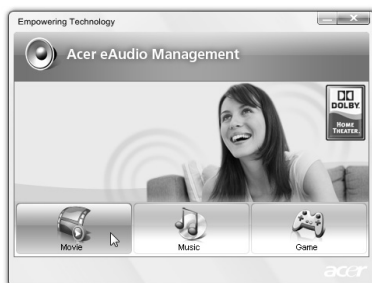 Empowering Technology
Acer eAudio Management
DOLBY
HOME
THEATER
Movie
Music
Game
acer